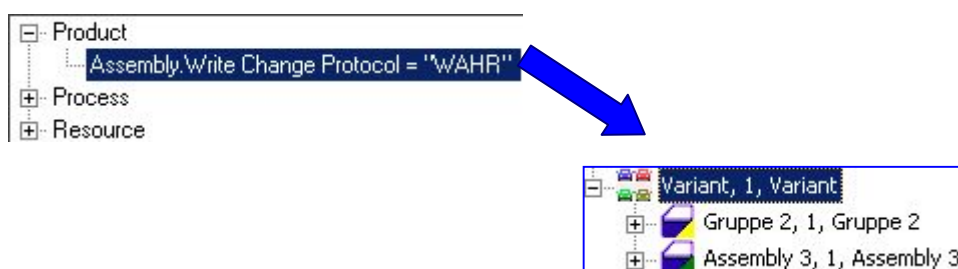 Product
Assembly.Write Change Protocol = "WAHR"
Process
Resource
Variant, 1, Variant
Gruppe 2, 1, Gruppe 2
Assembly 3, 1, Assembly 3